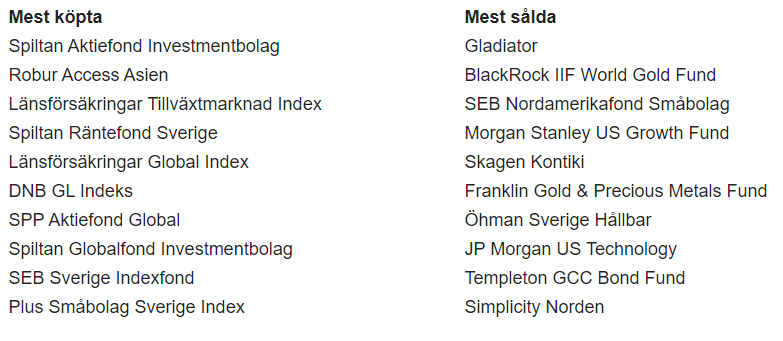 Mest köpta
Spiltan Aktiefond Investmentbolag
Robur Access Asien
Länsförsäkringar Tillväxtmarknad Index
Spiltan Räntefond Sverige
Länsförsäkringar Global Index
DNB GL Indeks
SPP Aktiefond Global
Spiltan Globalfond Investmentbolag
SEB Sverige Indexfond
Plus Småbolag Sverige Index
Mest sålda
Gladiator
BlackRock IIF World Gold Fund
SEB Nordamerikafond Småbolag
Morgan Stanley US Growth Fund
Skagen Kontiki
Franklin Gold & Precious Metals Fund
Öhman Sverige Hållbar
JP Morgan US Technology
Templeton GCC Bond Fund
Simplicity Norden